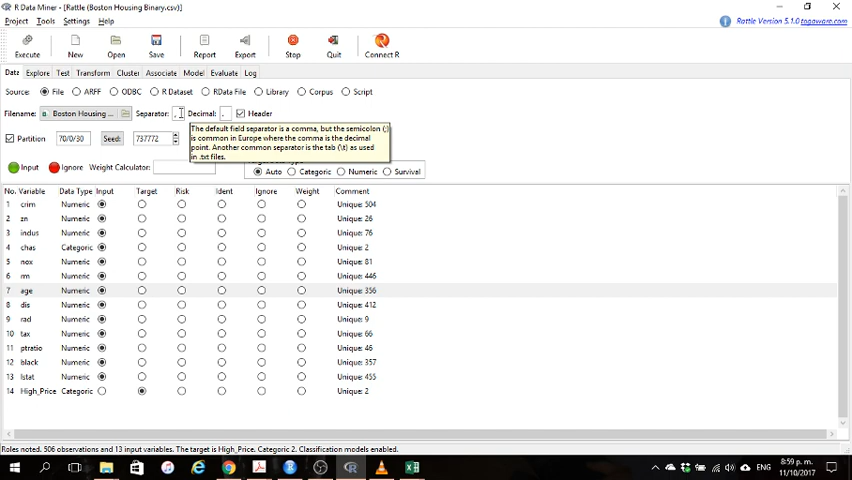 R Data Miner - [Rattle (Boston Housing Binary.csv)]
Project Tools Settings Help
Rattle Version 5.1.0 togaware.com
Execute New Open Save Report Export Stop Quit Connect R
Data Explore Test Transform Cluster Associate Model Evaluate Log
Source: File ARFF ODBC R Dataset RData File Library Corpus Script
Filename: Boston Housing ... Separator: , Decimal: . Header
The default field separator is a comma, but the semicolon (;)
is common in Europe where the comma is the decimal
point. Another common separator is the tab (\t) as used
in .txt files.
Partition 70/0/30 Seed: 737772
Input Ignore Weight Calculator:
Auto Categoric Numeric Survival
No. Variable Data Type Input Target Risk Ident Ignore Weight Comment
1 crim Numeric Unique: 504
2 zn Numeric Unique: 26
3 indus Numeric Unique: 76
4 chas Categoric Unique: 2
5 nox Numeric Unique: 81
6 rm Numeric Unique: 446
7 age Numeric Unique: 356
8 dis Numeric Unique: 412
9 rad Numeric Unique: 9
10 tax Numeric Unique: 66
11 ptratio Numeric Unique: 46
12 black Numeric Unique: 357
13 lstat Numeric Unique: 455
14 High_Price Categoric Unique: 2
Roles noted. 506 observations and 13 input variables. The target is High_Price. Categoric 2. Classification models enabled.
ENG 8:59 p. m.
11/10/2017